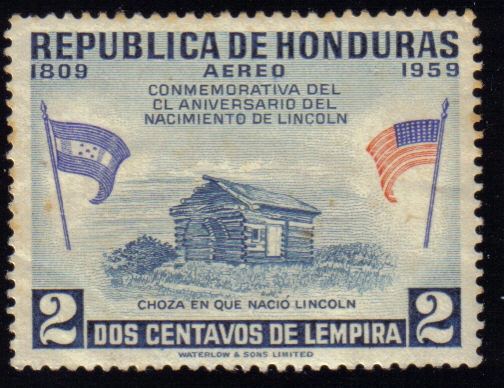 REPUBLICA DE HONDURAS
1809 AEREO 1959
CONMEMORATIVA DEL
CL ANIVERSARIO DEL
NACIMIENTO DE LINCOLN
CHOZA EN QUE NACIÓ LINCOLN
2 DOS CENTAVOS DE LEMPIRA 2
WATERLOW & SONS LIMITED